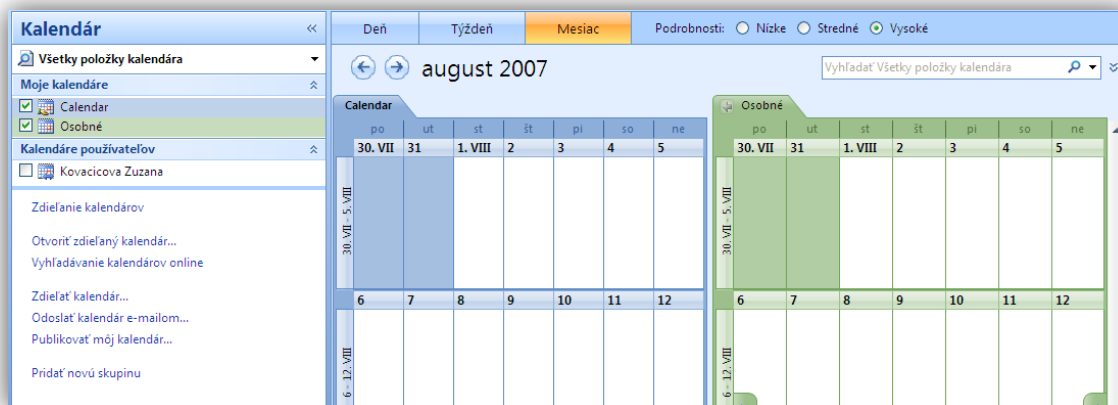 Kalendár «
Všetky položky kalendára
Moje kalendáre
Calendar
Osobné
Kalendáre používateľov
Kovacicova Zuzana
Zdieľanie kalendárov
Otvoriť zdieľaný kalendár...
Vyhľadávanie kalendárov online
Zdieľať kalendár...
Odoslať kalendár e-mailom...
Publikovať môj kalendár...
Pridať novú skupinu
Deň Týždeň Mesiac Podrobnosti: Nízke Stredné Vysoké
august 2007
Vyhľadať Všetky položky kalendára
Calendar
po ut st št pi so ne
30. VII 31 1. VIII 2 3 4 5
30. VII - 5. VIII
6 7 8 9 10 11 12
6 - 12. VIII
Osobné
po ut st št pi so ne
30. VII 31 1. VIII 2 3 4 5
30. VII - 5. VIII
6 7 8 9 10 11 12
6 - 12. VIII